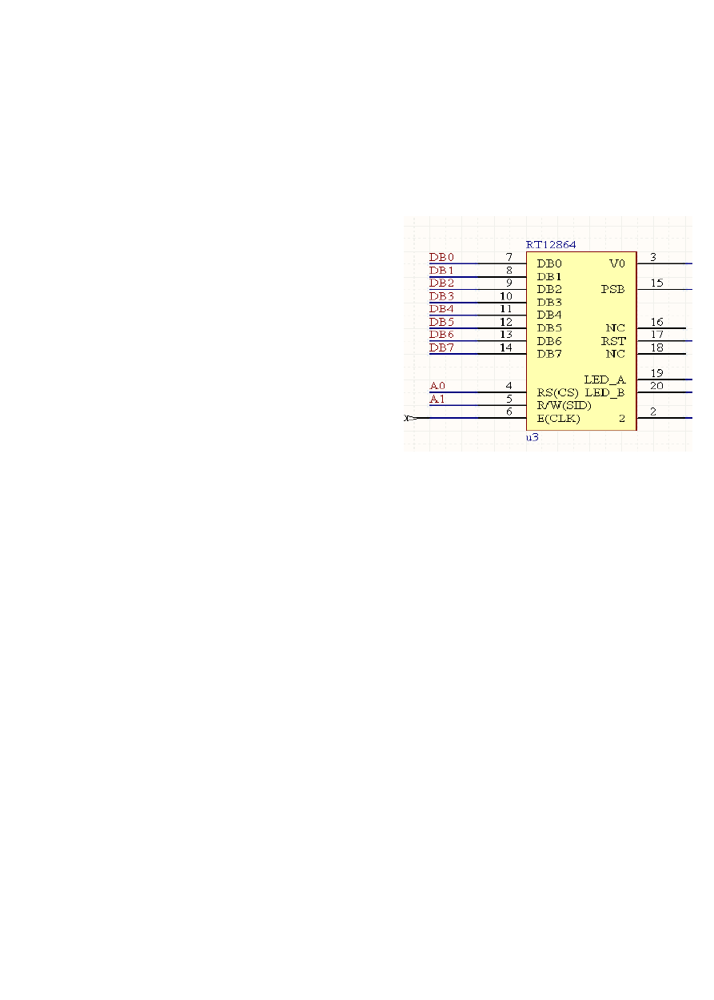 RT12864
DB0 7 DB0 V0 3
DB1 8 DB1
DB2 9 DB2 PSB 15
DB3 10 DB3
DB4 11 DB4
DB5 12 DB5 NC 16
DB6 13 DB6 RST 17
DB7 14 DB7 NC 18
LED_A 19
A0 4 RS(CS) LED_B 20
A1 5 R/W(SID)
6 E(CLK) 2 2
u3